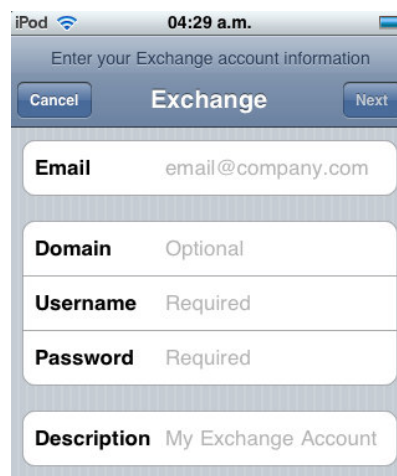 iPod 04:29 a.m.
Enter your Exchange account information
Cancel Exchange Next
Email email@company.com
Domain Optional
Username Required
Password Required
Description My Exchange Account